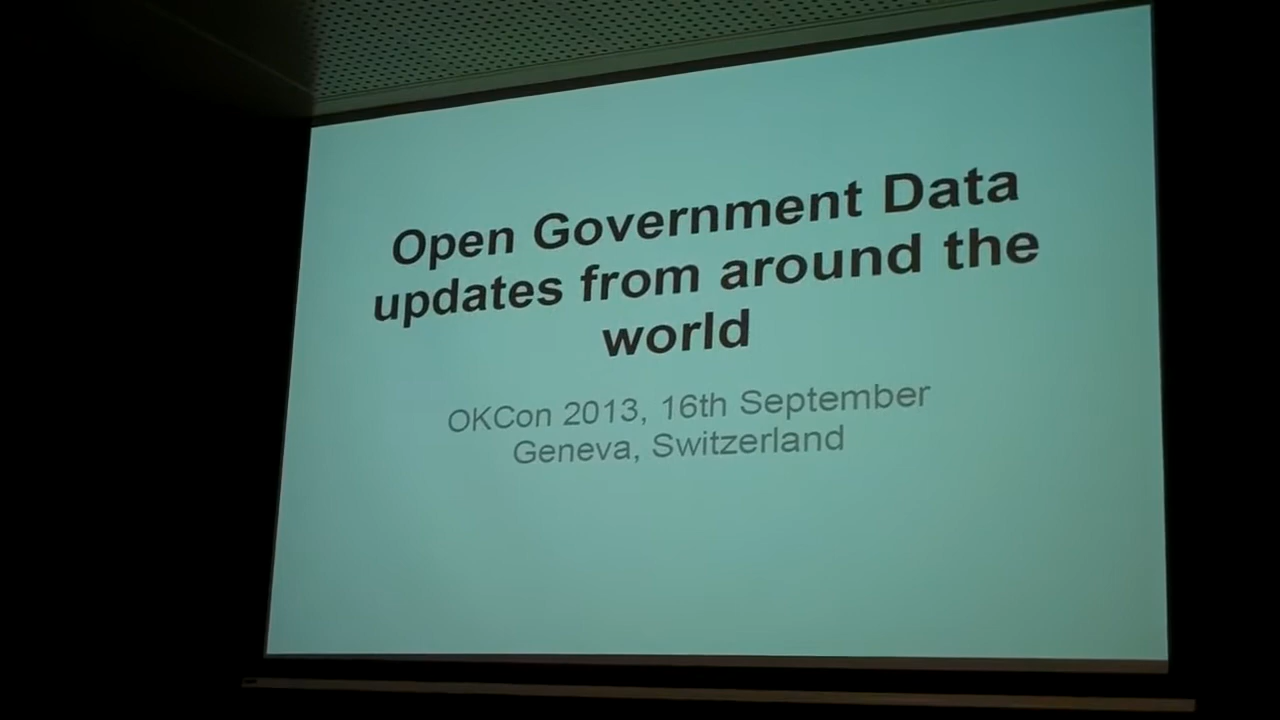 Open Government Data
updates from around the
world
OKCon 2013, 16th September
Geneva, Switzerland